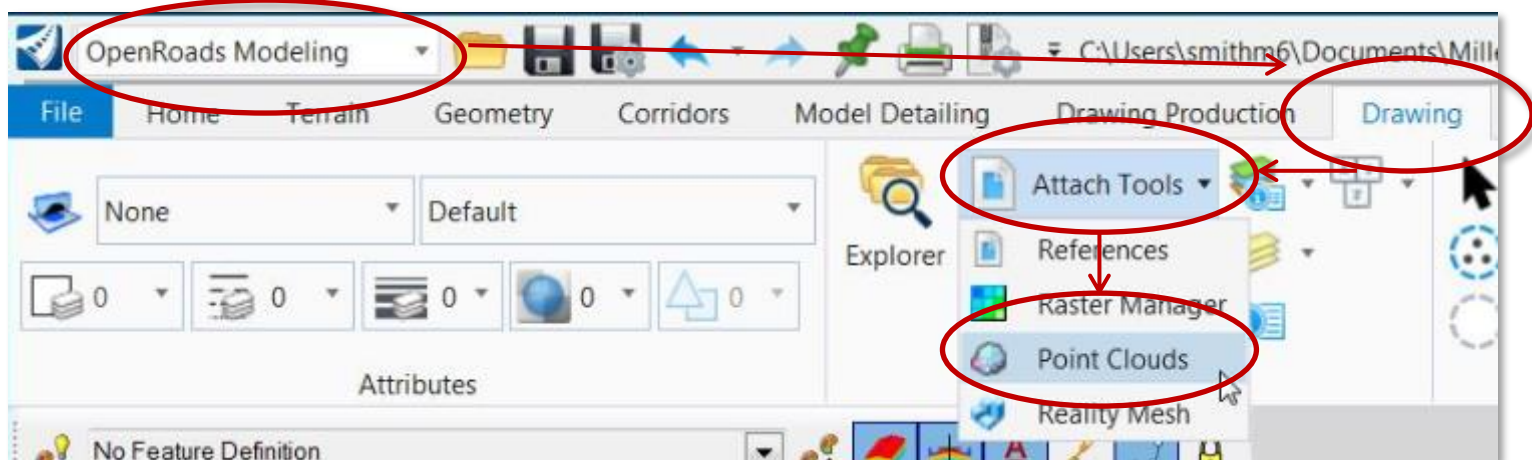 OpenRoads Modeling C:\Users\smithm6\Documents\Mille
File Home Terrain Geometry Corridors Model Detailing Drawing Production Drawing
None Default Attach Tools
Explorer References
0 0 0 0 0 Raster Manager
Point Clouds
Attributes Reality Mesh
No Feature Definition A